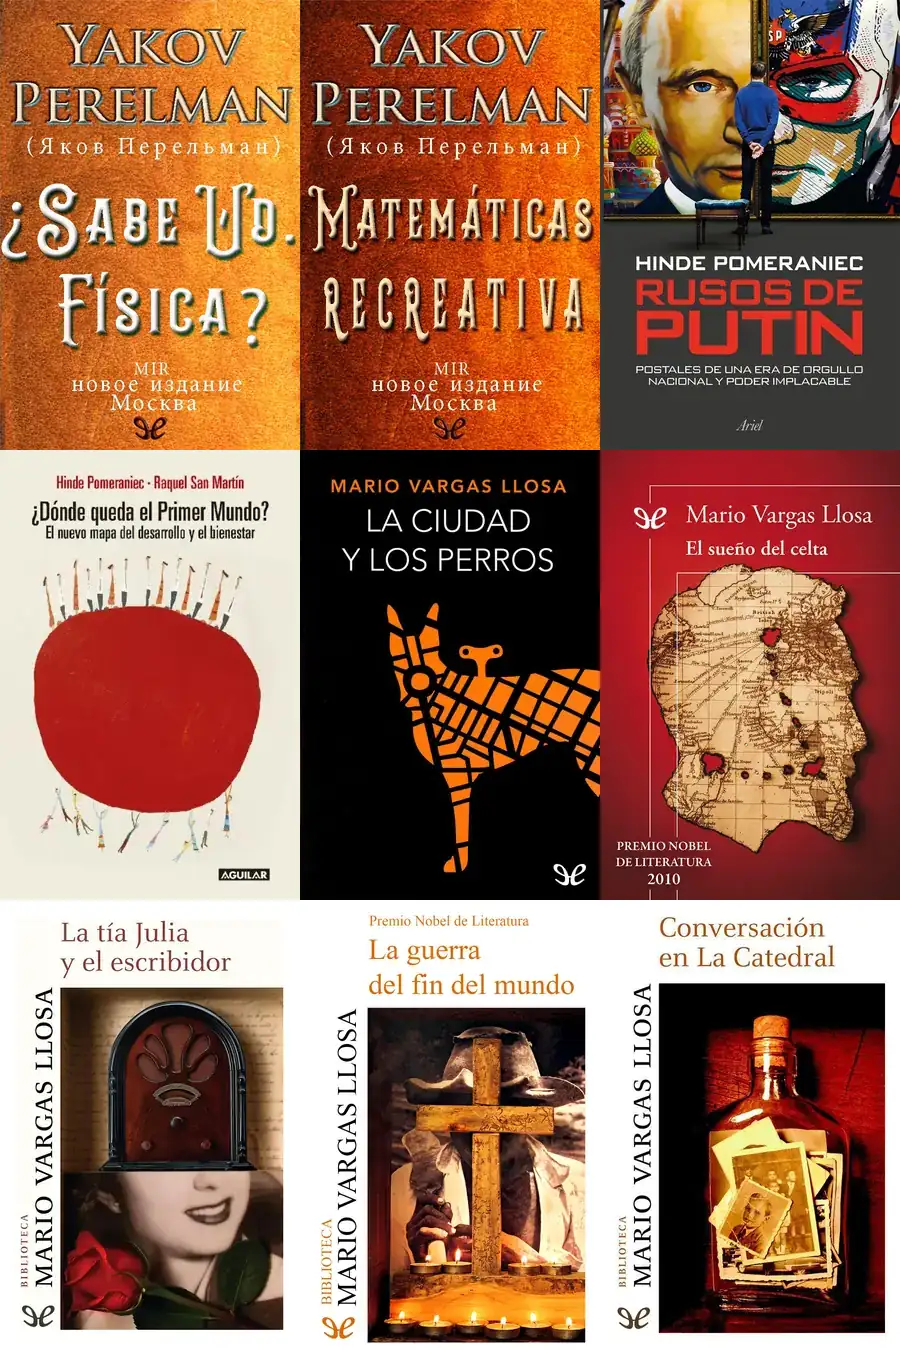 YAKOV
PERELMAN
(Яков Перельман)
¿SABE UD.
FÍSICA?
MIR
новое издание
Москва
YAKOV
PERELMAN
(Яков Перельман)
MATEMÁTICAS
RECREATIVA
MIR
новое издание
Москва
SP
HINDE POMERANIEC
RUSOS DE
PUTIN
POSTALES DE UNA ERA DE ORGULLO
NACIONAL Y PODER IMPLACABLE
Ariel
Hinde Pomeraniec · Raquel San Martín
¿Dónde queda el Primer Mundo?
El nuevo mapa del desarrollo y el bienestar
AGUILAR
MARIO VARGAS LLOSA
LA CIUDAD
Y LOS PERROS
Mario Vargas Llosa
El sueño del celta
PREMIO NOBEL
DE LITERATURA
2010
La tía Julia
y el escribidor
BIBLIOTECA
MARIO VARGAS LLOSA
Premio Nobel de Literatura
La guerra
del fin del mundo
BIBLIOTECA
MARIO VARGAS LLOSA
Conversación
en La Catedral
BIBLIOTECA
MARIO VARGAS LLOSA